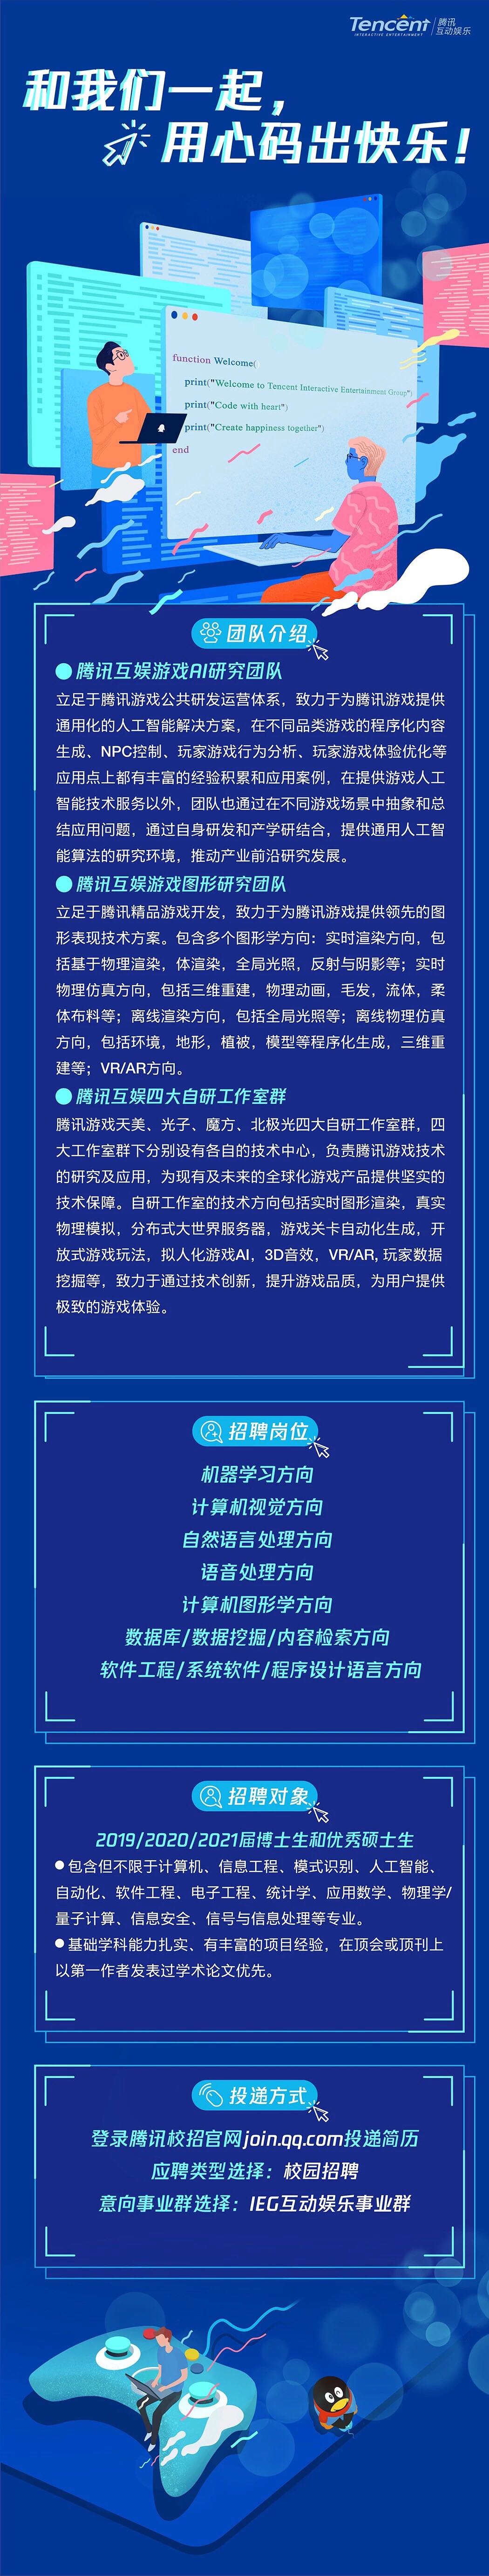 Tencent 腾讯
INTERACTIVE ENTERTAINMENT 互动娱乐
和我们一起，
用心码出快乐！
function Welcome()
print("Welcome to Tencent Interactive Entertainment Group")
print("Code with heart")
print("Create happiness together")
end
团队介绍
腾讯互娱游戏AI研究团队
立足于腾讯游戏公共研发运营体系，致力于为腾讯游戏提供
通用化的人工智能解决方案，在不同品类游戏的程序化内容
生成、NPC控制、玩家游戏行为分析、玩家游戏体验优化等
应用点上都有丰富的经验积累和应用案例，在提供游戏人工
智能技术服务以外，团队也通过在不同游戏场景中抽象和总
结应用问题，通过自身研发和产学研结合，提供通用人工智
能算法的研究环境，推动产业前沿研究发展。
腾讯互娱游戏图形研究团队
立足于腾讯精品游戏开发，致力于为腾讯游戏提供领先的图
形表现技术方案。包含多个图形学方向：实时渲染方向，包
括基于物理渲染，体渲染，全局光照，反射与阴影等；实时
物理仿真方向，包括三维重建，物理动画，毛发，流体，柔
体布料等；离线渲染方向，包括全局光照等；离线物理仿真
方向，包括环境，地形，植被，模型等程序化生成，三维重
建等；VR/AR方向。
腾讯互娱四大自研工作室群
腾讯游戏天美、光子、魔方、北极光四大自研工作室群，四
大工作室群下分别设有各自的技术中心，负责腾讯游戏技术
的研究及应用，为现有及未来的全球化游戏产品提供坚实的
技术保障。自研工作室的技术方向包括实时图形渲染，真实
物理模拟，分布式大世界服务器，游戏关卡自动化生成，开
放式游戏玩法，拟人化游戏AI，3D音效，VR/AR, 玩家数据
挖掘等，致力于通过技术创新，提升游戏品质，为用户提供
极致的游戏体验。
招聘岗位
机器学习方向
计算机视觉方向
自然语言处理方向
语音处理方向
计算机图形学方向
数据库/数据挖掘/内容检索方向
软件工程/系统软件/程序设计语言方向
招聘对象
2019/2020/2021届博士生和优秀硕士生
包含但不限于计算机、信息工程、模式识别、人工智能、
自动化、软件工程、电子工程、统计学、应用数学、物理学/
量子计算、信息安全、信号与信息处理等专业。
基础学科能力扎实、有丰富的项目经验，在顶会或顶刊上
以第一作者发表过学术论文优先。
投递方式
登录腾讯校招官网join.qq.com投递简历
应聘类型选择：校园招聘
意向事业群选择：IEG互动娱乐事业群